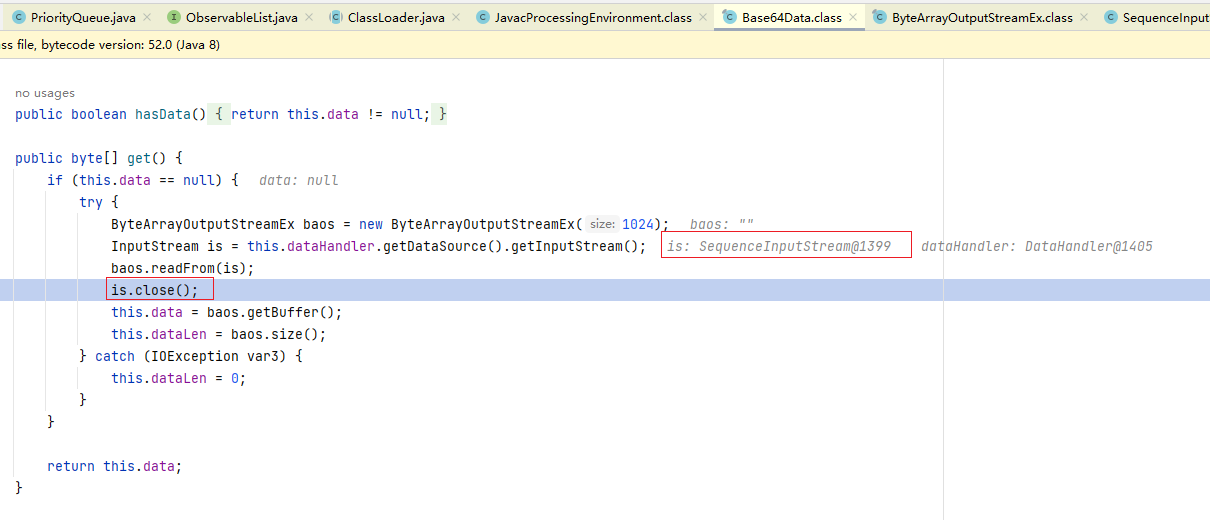 PriorityQueue.java ObservableList.java ClassLoader.java JavacProcessingEnvironment.class Base64Data.class ByteArrayOutputStreamEx.class SequenceInput
ss file, bytecode version: 52.0 (Java 8)
no usages
public boolean hasData() { return this.data != null; }
public byte[] get() {
if (this.data == null) { data: null
try {
ByteArrayOutputStreamEx baos = new ByteArrayOutputStreamEx( size: 1024); baos: ""
InputStream is = this.dataHandler.getDataSource().getInputStream(); is: SequenceInputStream@1399 dataHandler: DataHandler@1405
baos.readFrom(is);
is.close();
this.data = baos.getBuffer();
this.dataLen = baos.size();
} catch (IOException var3) {
this.dataLen = 0;
}
}
return this.data;
}